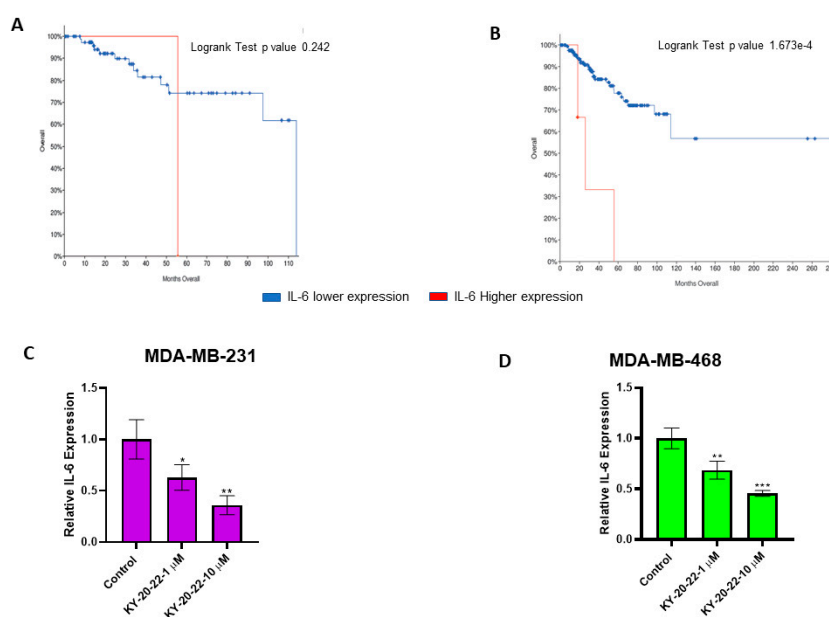 A
Logrank Test p value 0.242
100%
90%
80%
70%
60%
50%
40%
30%
20%
10%
0%
Overall
0 10 20 30 40 50 60 70 80 90 100 110
Months Overall
B
Logrank Test p value 1.673e-4
100%
90%
80%
70%
60%
50%
40%
30%
20%
10%
0%
Overall
0 20 40 60 80 100 120 140 160 180 200 220 240 260
Months Overall
IL-6 lower expression
IL-6 Higher expression
C
MDA-MB-231
1.5
1.0
0.5
0.0
Relative IL-6 Expression
*
**
Control
KY-20-22-1 μM
KY-20-22-10 μM
D
MDA-MB-468
1.5
1.0
0.5
0.0
Relative IL-6 Expression
**
***
Control
KY-20-22-1 μM
KY-20-22-10 μM